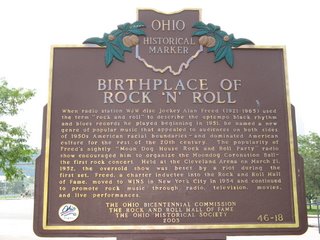 OHIO
HISTORICAL
MARKER
BIRTHPLACE OF
ROCK 'N' ROLL
When radio station WJW disc jockey Alan Freed (1921-1965) used
the term "rock and roll" to describe the uptempo black rhythm
and blues records he played beginning in 1951, he named a new
genre of popular music that appealed to audiences on both sides
of 1950s American racial boundaries - and dominated American
culture for the rest of the 20th century. The popularity of
Freed's nightly "Moon Dog House Rock and Roll Party" radio
show encouraged him to organize the Moondog Coronation Ball -
the first rock concert. Held at the Cleveland Arena on March 21,
1952, the oversold show was beset by a riot during the
first set. Freed, a charter inductee into the Rock and Roll Hall
of Fame, moved to WINS in New York City in 1954 and continued
to promote rock music through radio, television, movies,
and live performances.
THE OHIO BICENTENNIAL COMMISSION
THE ROCK AND ROLL HALL OF FAME
THE OHIO HISTORICAL SOCIETY
2003
46-18